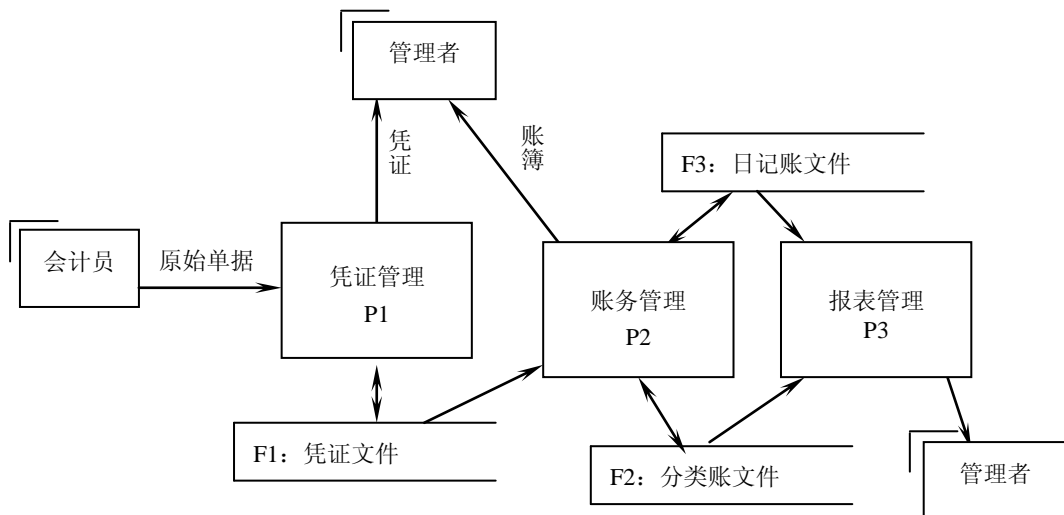 管理者
凭证
账簿
F3：日记账文件
会计员
原始单据
凭证管理
P1
账务管理
P2
报表管理
P3
F1：凭证文件
F2：分类账文件
管理者